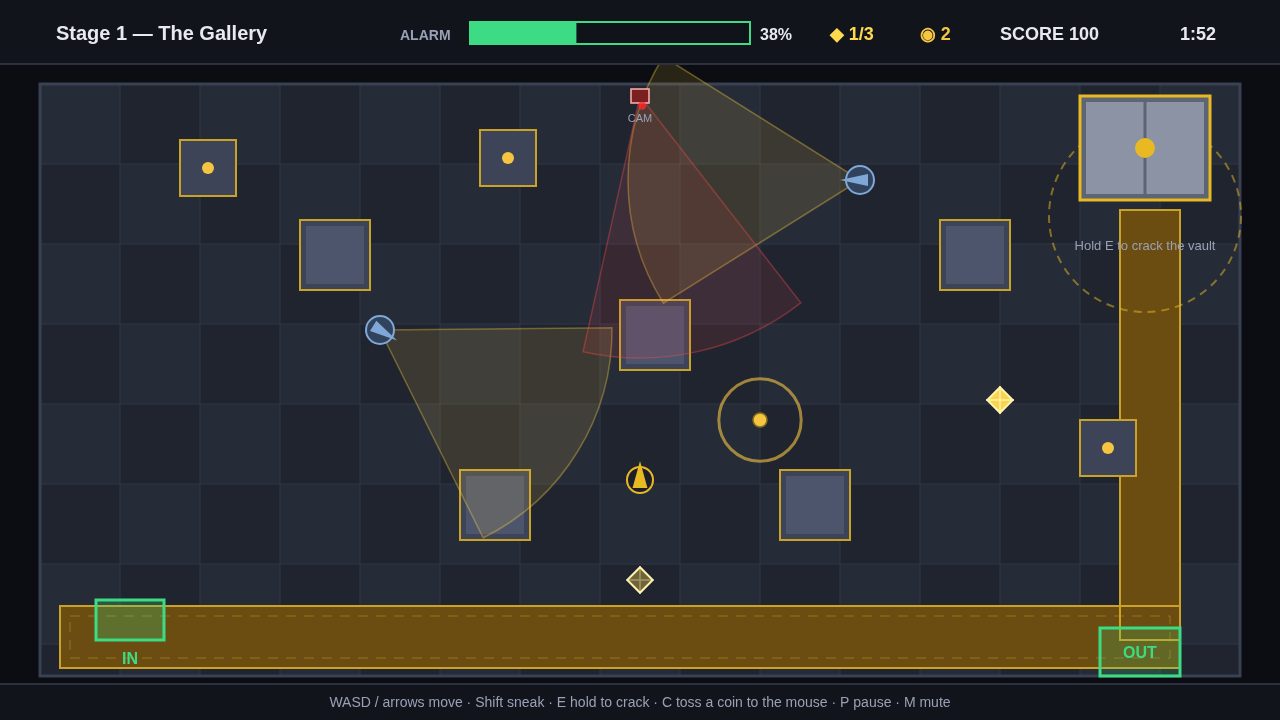 Stage 1 — The Gallery
ALARM 38% ◆ 1/3 ◉ 2 SCORE 100 1:52
CAM
Hold E to crack the vault
IN
OUT
WASD / arrows move · Shift sneak · E hold to crack · C toss a coin to the mouse · P pause · M mute